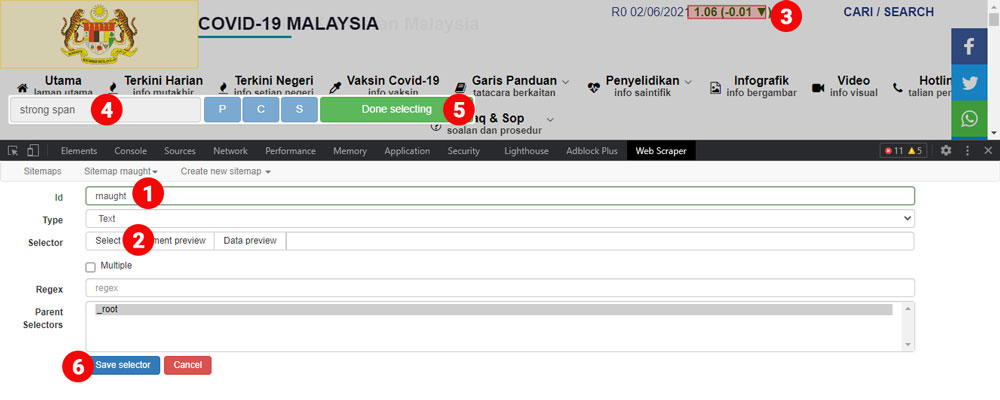 COVID-19 MALAYSIA
R0 02/06/2021 1.06 (-0.01 ▼)
3
CARI / SEARCH
Utama
laman utama
Terkini Harian
info mutakhir
Terkini Negeri
info setiap negeri
Vaksin Covid-19
info vaksin
Garis Panduan
tatacara berkaitan
Penyelidikan
info saintifik
Infografik
info bergambar
Video
info visual
Hotlin
talian per
strong span
4
P
C
S
Done selecting
5
aq & Sop
soalan dan prosedur
Elements Console Sources Network Performance Memory Application Security Lighthouse Adblock Plus Web Scraper 11 5
Sitemaps Sitemap rnaught Create new sitemap
Id rnaught 1
Type Text
Selector Select 2 ment preview Data preview
Multiple
Regex regex
Parent Selectors _root
6 Save selector Cancel